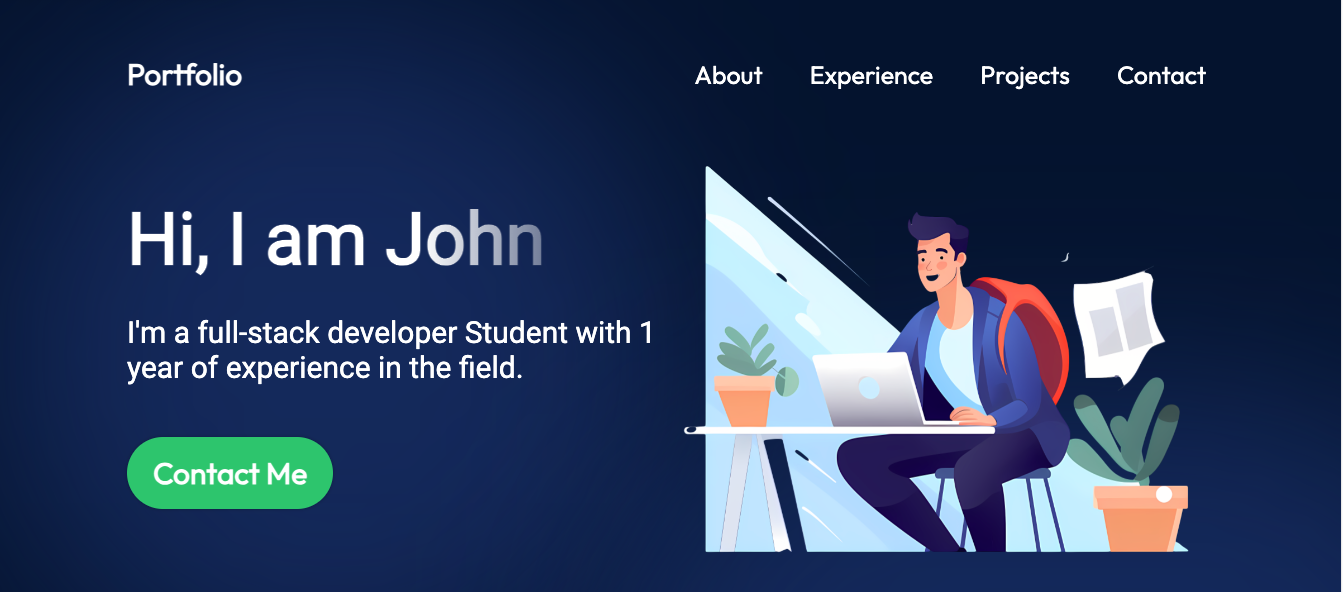 Portfolio
About Experience Projects Contact
Hi, I am John
I'm a full-stack developer Student with 1
year of experience in the field.
Contact Me